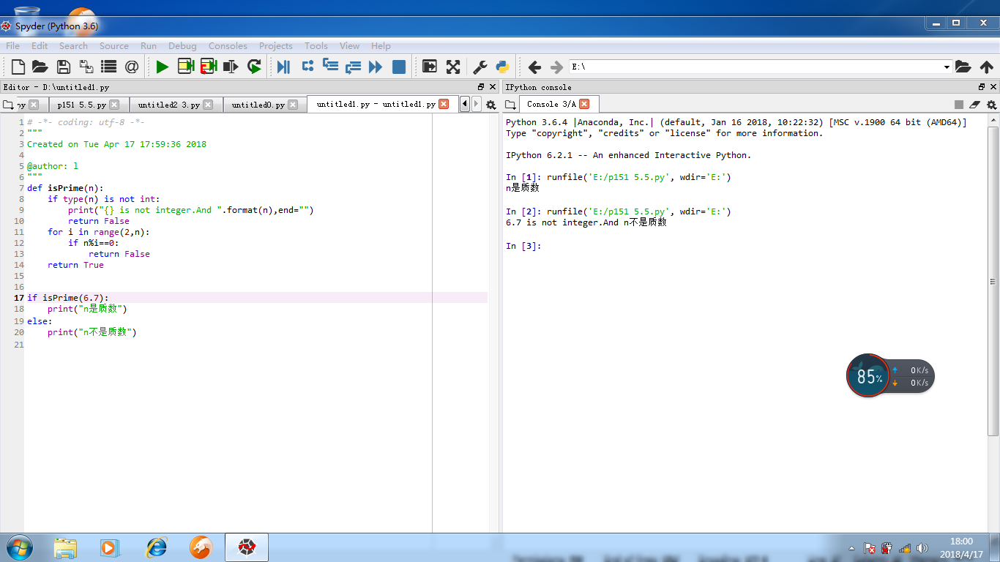 Spyder (Python 3.6)
File Edit Search Source Run Debug Consoles Projects Tools View Help
E:\
Editor - D:\untitled1.py
IPython console
p151 5.5.py
untitled2 3.py
untitled0.py
untitled1.py - untitled1.py
Console 3/A
1 # -*- coding: utf-8 -*-
2 """
3 Created on Tue Apr 17 17:59:36 2018
4
5 @author: l
6 """
7 def isPrime(n):
8     if type(n) is not int:
9         print("{} is not integer.And ".format(n),end="")
10         return False
11     for i in range(2,n):
12         if n%i==0:
13             return False
14     return True
15
16
17 if isPrime(6.7):
18     print("n是质数")
19 else:
20     print("n不是质数")
21
Python 3.6.4 |Anaconda, Inc.| (default, Jan 16 2018, 10:22:32) [MSC v.1900 64 bit (AMD64)]
Type "copyright", "credits" or "license" for more information.
IPython 6.2.1 -- An enhanced Interactive Python.
In [1]: runfile('E:/p151 5.5.py', wdir='E:')
n是质数
In [2]: runfile('E:/p151 5.5.py', wdir='E:')
6.7 is not integer.And n不是质数
In [3]:
85%
0K/s
0K/s
18:00
2018/4/17